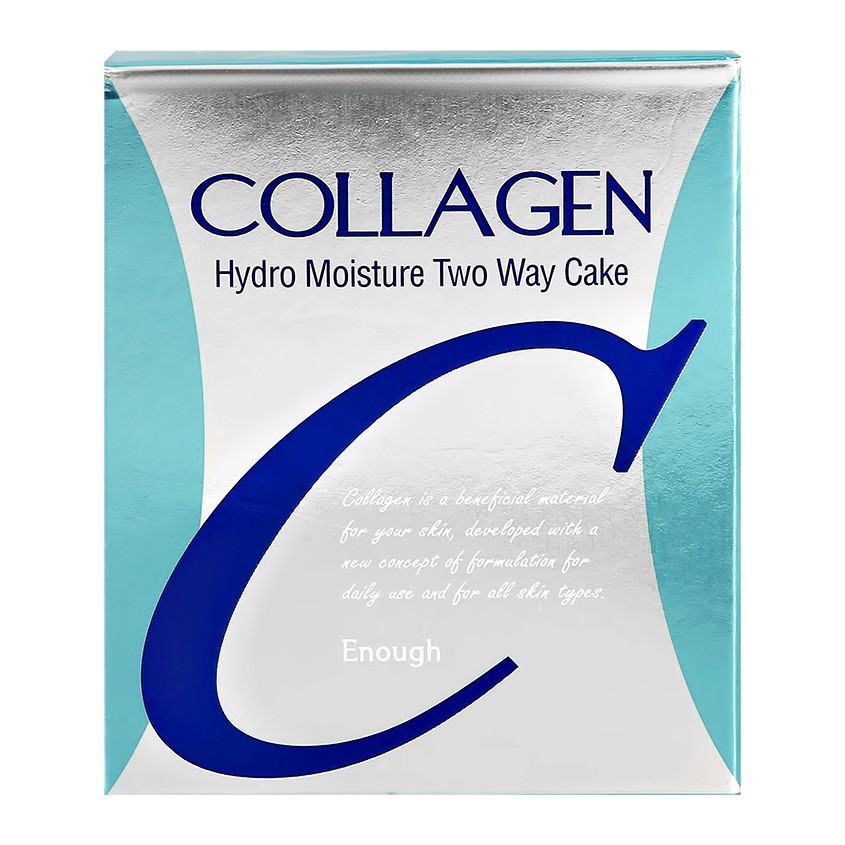 COLLAGEN
Hydro Moisture Two Way Cake
C
Collagen is a beneficial material
for your skin, developed with a
new concept of formulation for
daily use and for all skin types.
Enough